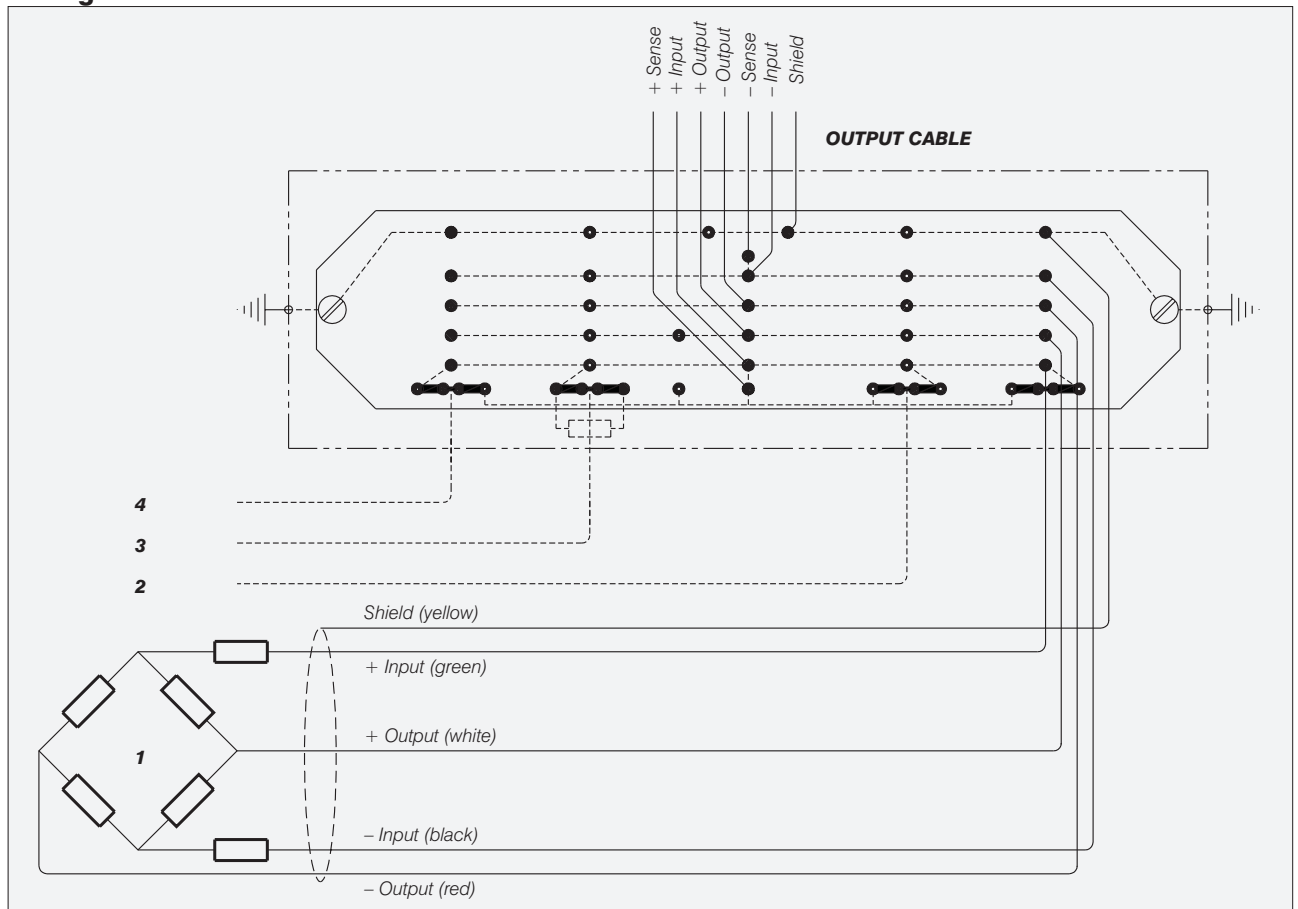 + Sense
+ Input
+ Output
– Output
– Sense
– Input
Shield
OUTPUT CABLE
4
3
2
Shield (yellow)
+ Input (green)
+ Output (white)
1
– Input (black)
– Output (red)